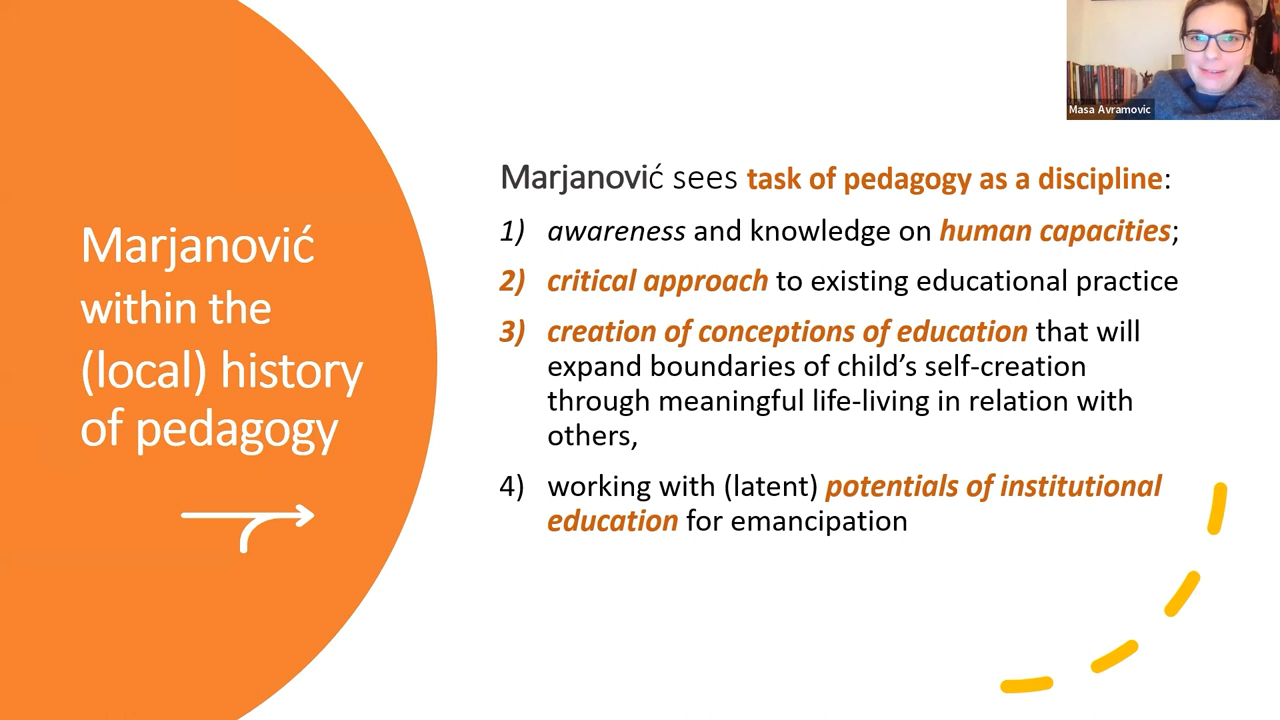 Masa Avramovic
Marjanović
within the
(local) history
of pedagogy
Marjanović sees task of pedagogy as a discipline:
1) awareness and knowledge on human capacities;
2) critical approach to existing educational practice
3) creation of conceptions of education that will
expand boundaries of child’s self-creation
through meaningful life-living in relation with
others,
4) working with (latent) potentials of institutional
education for emancipation